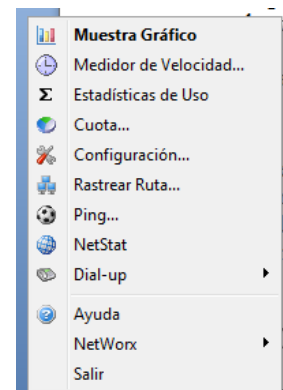 Muestra Gráfico
Medidor de Velocidad...
Estadísticas de Uso
Cuota...
Configuración...
Rastrear Ruta...
Ping...
NetStat
Dial-up
Ayuda
NetWorx
Salir